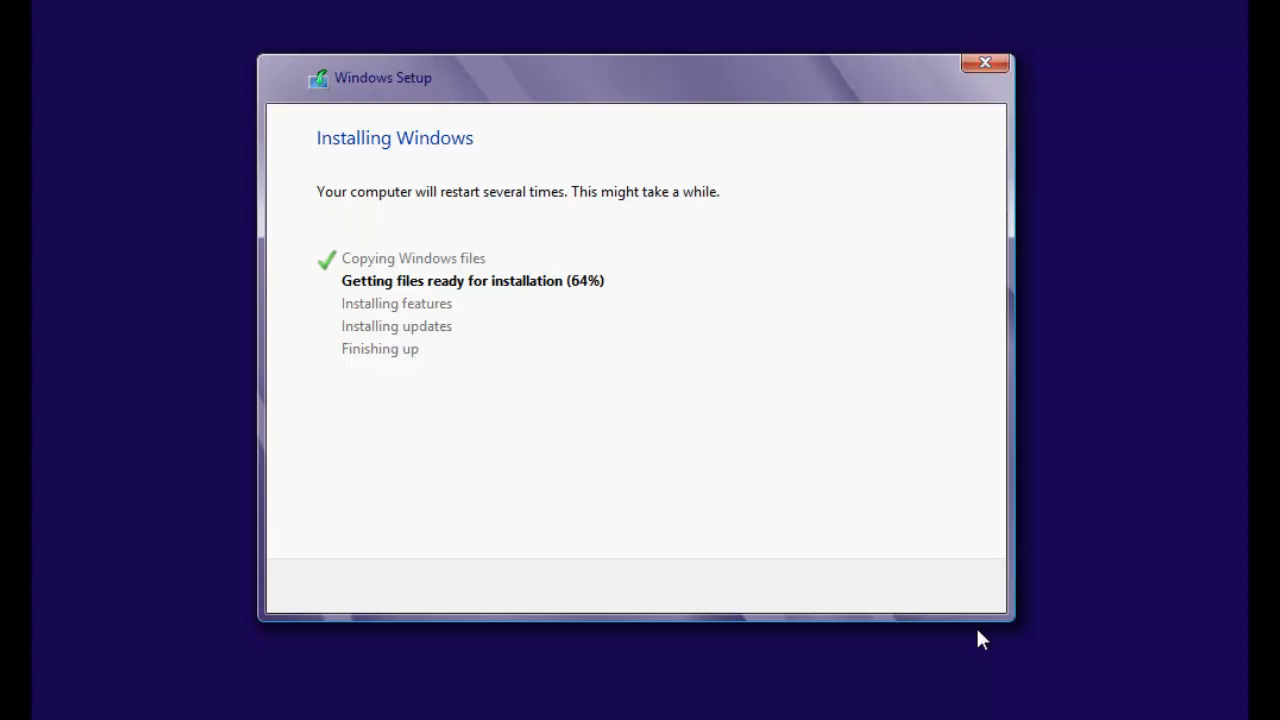 Windows Setup
Installing Windows
Your computer will restart several times. This might take a while.
Copying Windows files
Getting files ready for installation (64%)
Installing features
Installing updates
Finishing up